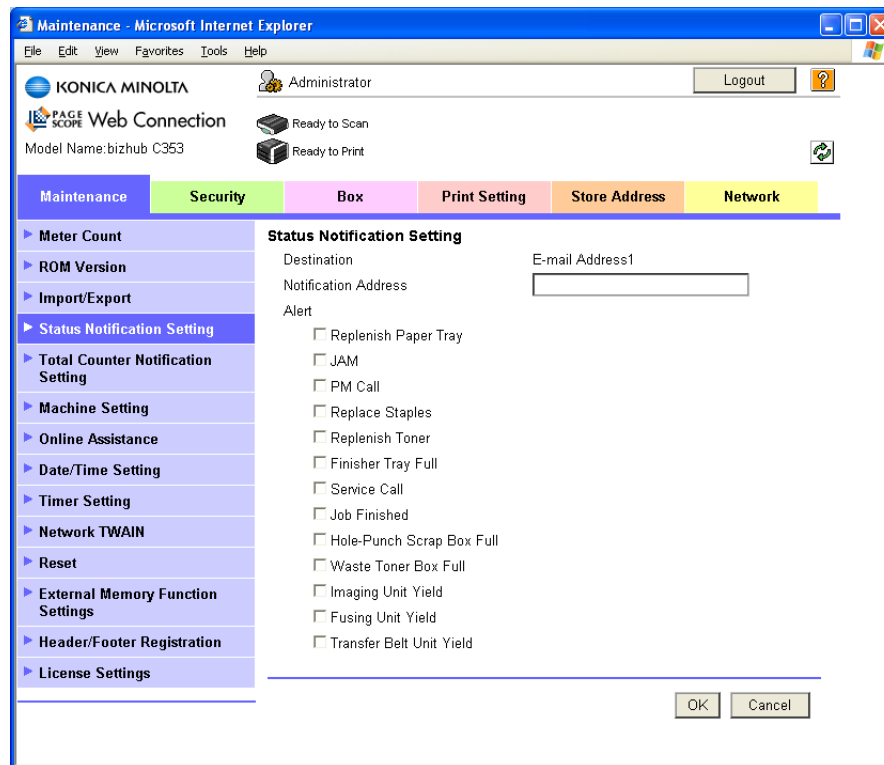 Maintenance - Microsoft Internet Explorer
File Edit View Favorites Tools Help
KONICA MINOLTA
Administrator
Logout
?
PAGE SCOPE Web Connection
Ready to Scan
Model Name:bizhub C353
Ready to Print
Maintenance Security Box Print Setting Store Address Network
Meter Count
ROM Version
Import/Export
Status Notification Setting
Total Counter Notification
Setting
Machine Setting
Online Assistance
Date/Time Setting
Timer Setting
Network TWAIN
Reset
External Memory Function
Settings
Header/Footer Registration
License Settings
Status Notification Setting
Destination E-mail Address1
Notification Address
Alert
Replenish Paper Tray
JAM
PM Call
Replace Staples
Replenish Toner
Finisher Tray Full
Service Call
Job Finished
Hole-Punch Scrap Box Full
Waste Toner Box Full
Imaging Unit Yield
Fusing Unit Yield
Transfer Belt Unit Yield
OK Cancel